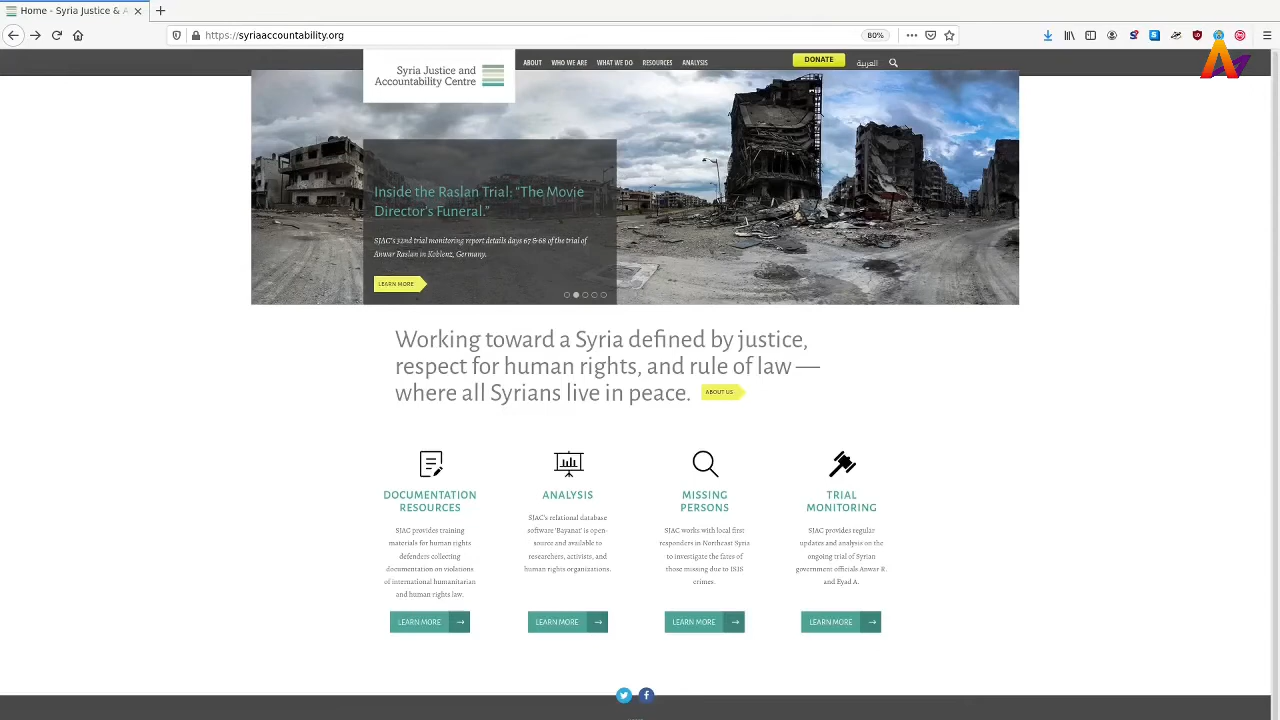 Home - Syria Justice & A
https://syriaaccountability.org
80%
Syria Justice and
Accountability Centre
ABOUT
WHO WE ARE
WHAT WE DO
RESOURCES
ANALYSIS
DONATE
العربية
Inside the Raslan Trial: "The Movie
Director's Funeral."
SJAC's 32nd trial monitoring report details days 67 & 68 of the trial of
Anwar Raslan in Koblenz, Germany.
LEARN MORE
Working toward a Syria defined by justice,
respect for human rights, and rule of law —
where all Syrians live in peace.
ABOUT US
DOCUMENTATION
RESOURCES
SJAC provides training
materials for human rights
defenders collecting
documentation on violations
of international humanitarian
and human rights law.
LEARN MORE →
ANALYSIS
SJAC's relational database
software 'Bayanat' is open-
source and available to
researchers, activists, and
human rights organizations.
LEARN MORE →
MISSING
PERSONS
SJAC works with local first
responders in Northeast Syria
to investigate the fates of
those missing due to ISIS
crimes.
LEARN MORE →
TRIAL
MONITORING
SJAC provides regular
updates and analysis on the
ongoing trial of Syrian
government officials Anwar R.
and Eyad A.
LEARN MORE →